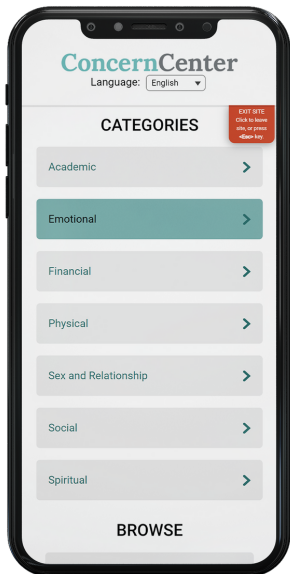 ConcernCenter
Language: English
EXIT SITE
Click to leave
site, or press
<Esc> key.
CATEGORIES
Academic
Emotional
Financial
Physical
Sex and Relationship
Social
Spiritual
BROWSE